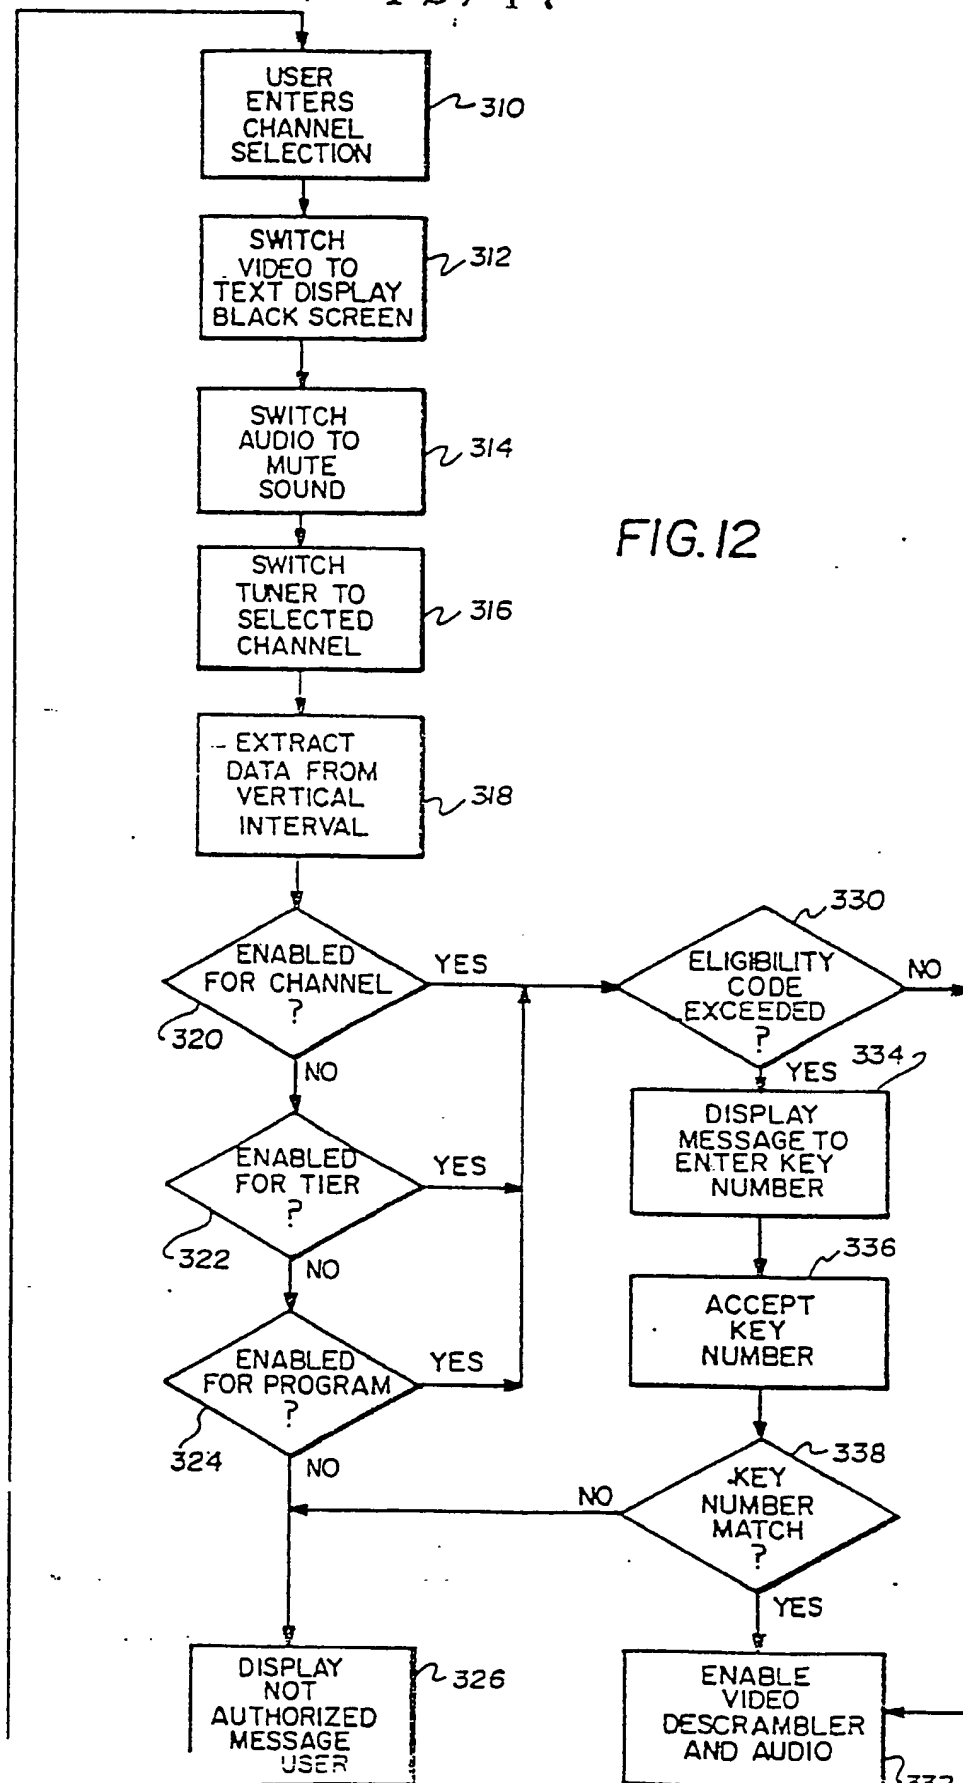 USER
ENTERS
CHANNEL
SELECTION
310
SWITCH
VIDEO TO
TEXT DISPLAY
BLACK SCREEN
312
SWITCH
AUDIO TO
MUTE
SOUND
314
FIG.12
SWITCH
TUNER TO
SELECTED
CHANNEL
316
EXTRACT
DATA FROM
VERTICAL
INTERVAL
318
ENABLED
FOR CHANNEL
?
320
YES
NO
ELIGIBILITY
CODE
EXCEEDED
?
330
NO
YES
334
DISPLAY
MESSAGE TO
ENTER KEY
NUMBER
ENABLED
FOR TIER
?
322
YES
NO
336
ACCEPT
KEY
NUMBER
ENABLED
FOR PROGRAM
?
324
YES
NO
338
KEY
NUMBER
MATCH
?
NO
YES
DISPLAY
NOT
AUTHORIZED
MESSAGE
USER
326
ENABLE
VIDEO
DESCRAMBLER
AND AUDIO
332